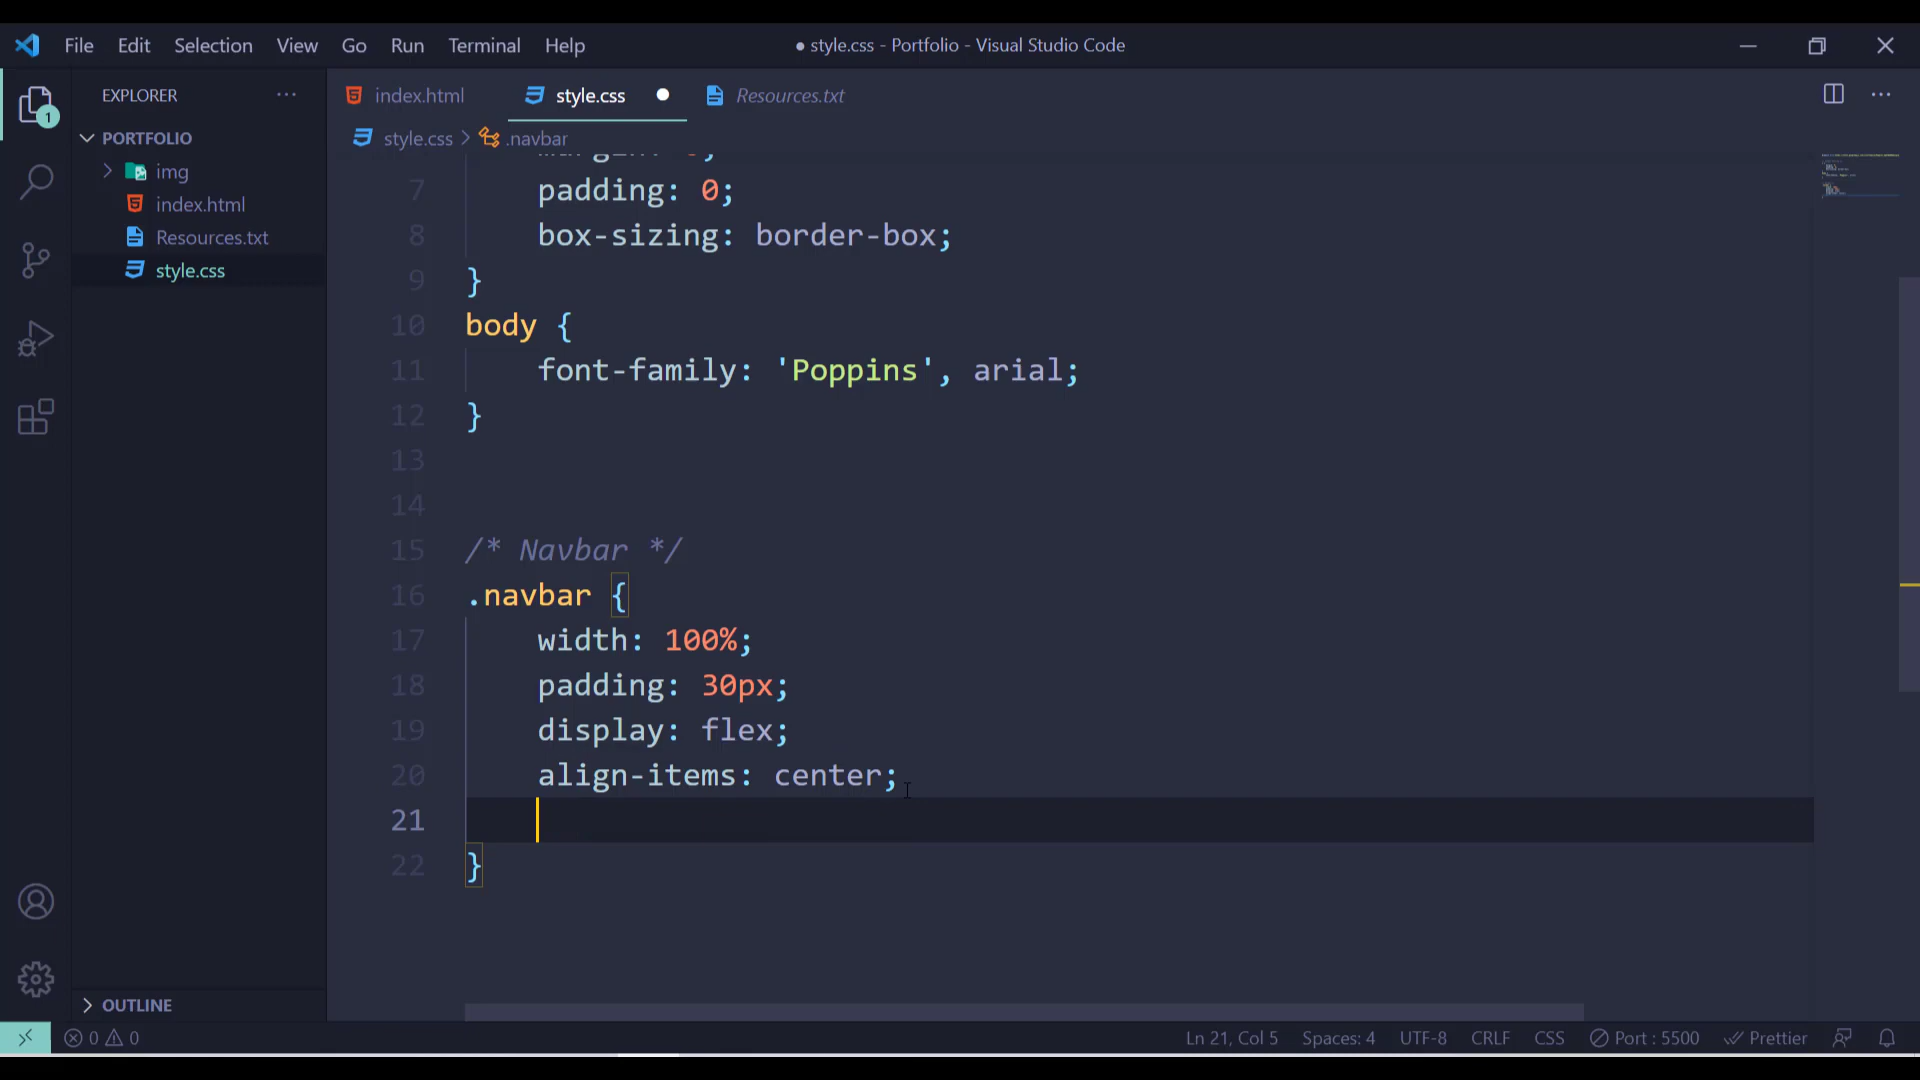 File Edit Selection View Go Run Terminal Help
● style.css - Portfolio - Visual Studio Code
EXPLORER
index.html
style.css
Resources.txt
PORTFOLIO
style.css > .navbar
img
index.html
Resources.txt
style.css
1
7 padding: 0;
8 box-sizing: border-box;
9 }
10 body {
11 font-family: 'Poppins', arial;
12 }
13
14
15 /* Navbar */
16 .navbar {
17 width: 100%;
18 padding: 30px;
19 display: flex;
20 align-items: center;
21
22 }
OUTLINE
0 0
Ln 21, Col 5 Spaces: 4 UTF-8 CRLF CSS Port : 5500 Prettier